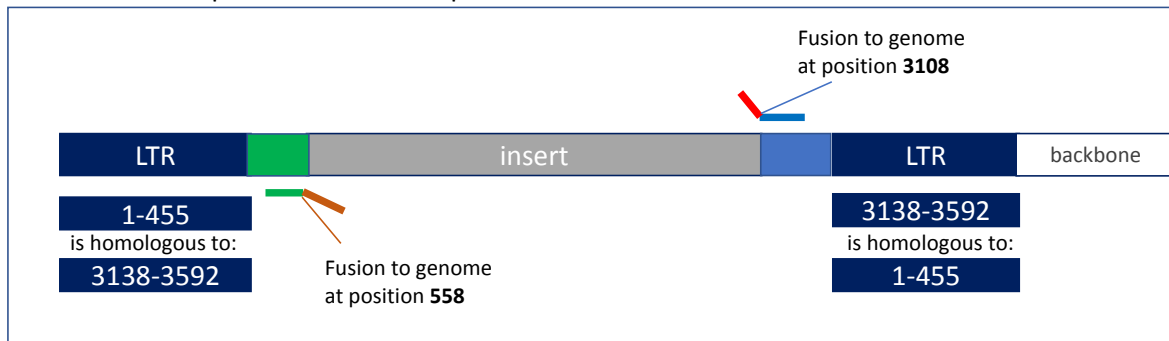 Fusion to genome
at position 3108
LTR
insert
LTR
backbone
1-455
is homologous to:
3138-3592
Fusion to genome
at position 558
3138-3592
is homologous to:
1-455